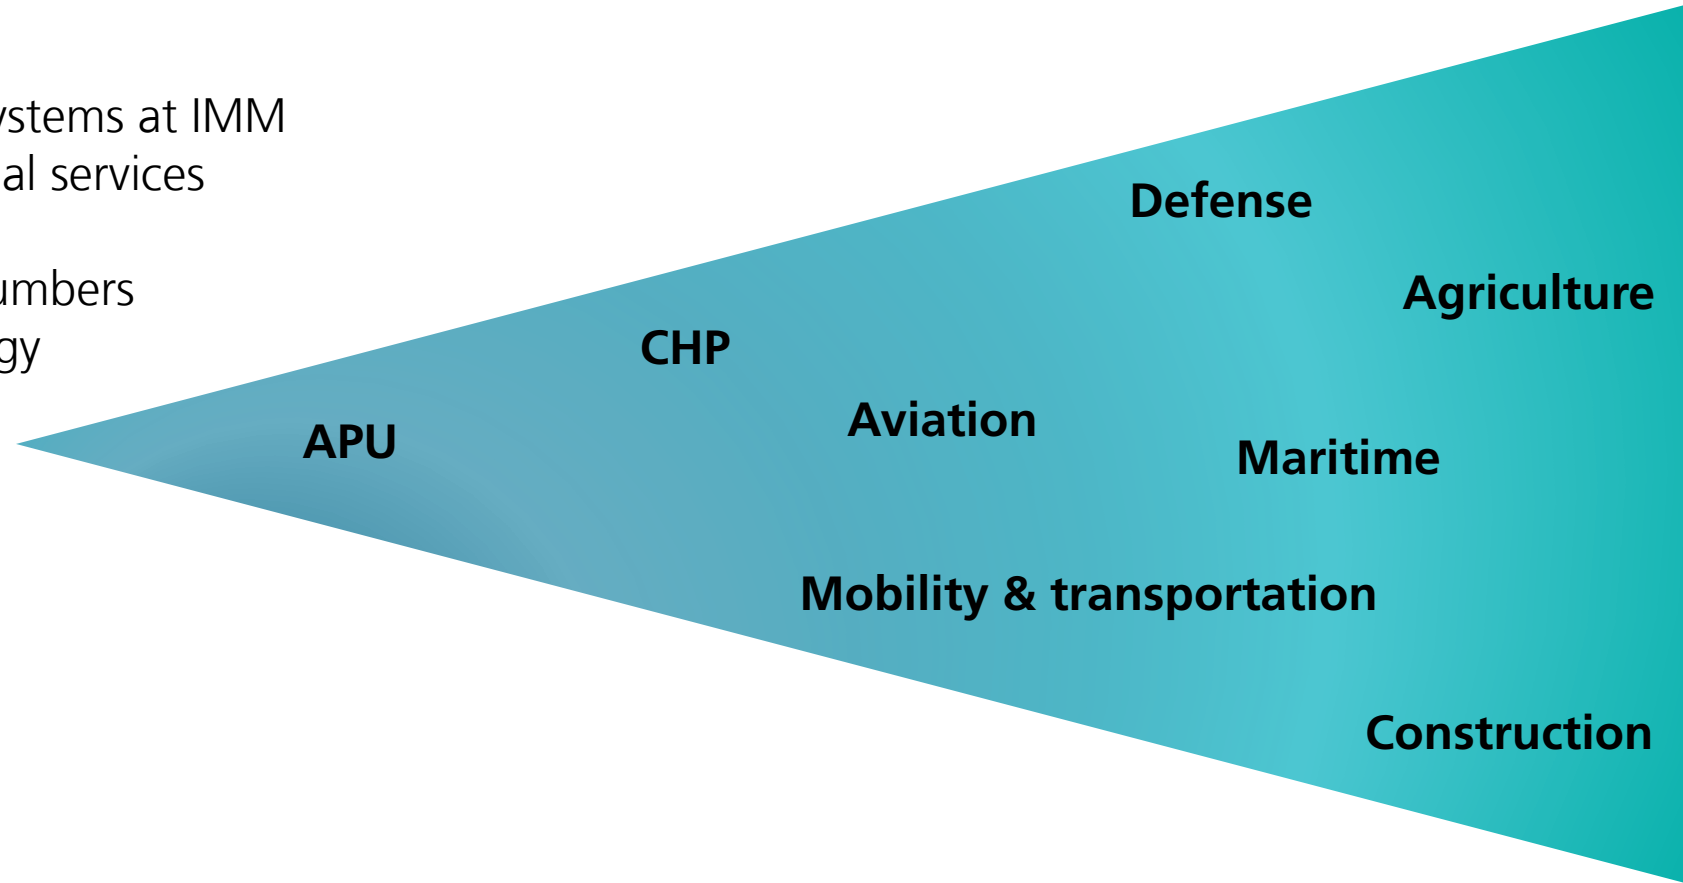 ystems at IMM
al services
umbers
gy
Defense
Agriculture
CHP
Aviation
APU
Maritime
Mobility & transportation
Construction